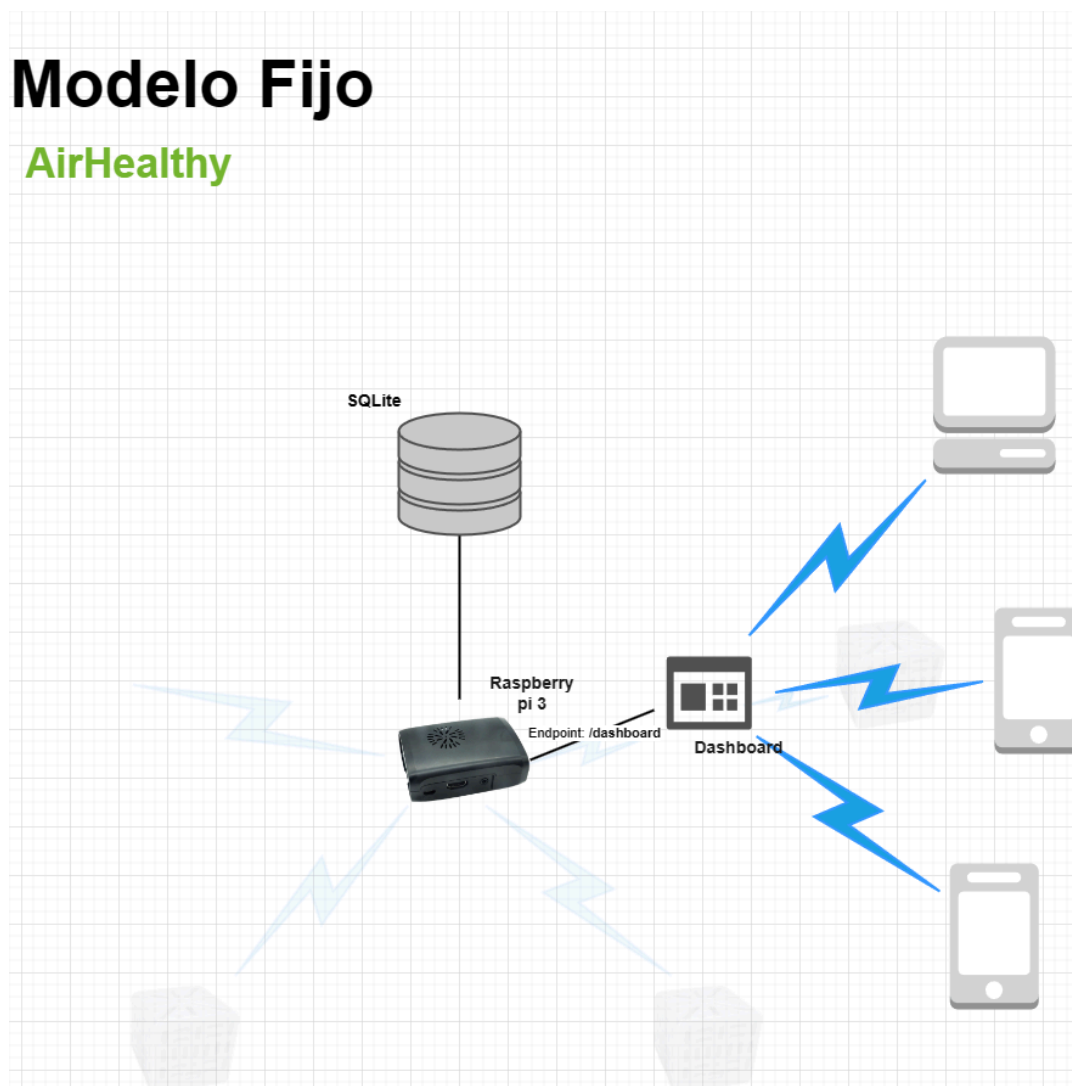 Modelo Fijo
AirHealthy
SQLite
Raspberry
pi 3
Endpoint: /dashboard
Dashboard